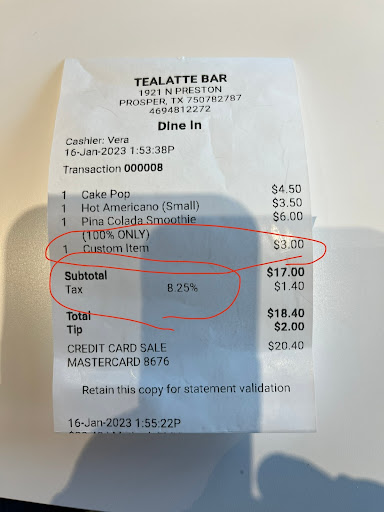 TEALATTE BAR
1921 N PRESTON
PROSPER, TX 750782787
4694812272
Dine In
Cashier: Vera
16-Jan-2023 1:53:38P
Transaction 000008
1 Cake Pop $4.50
1 Hot Americano (Small) $3.50
1 Pina Colada Smoothie $6.00
(100% ONLY)
1 Custom Item $3.00
Subtotal $17.00
Tax 8.25% $1.40
Total $18.40
Tip $2.00
CREDIT CARD SALE $20.40
MASTERCARD 8676
Retain this copy for statement validation
16-Jan-2023 1:55:22P